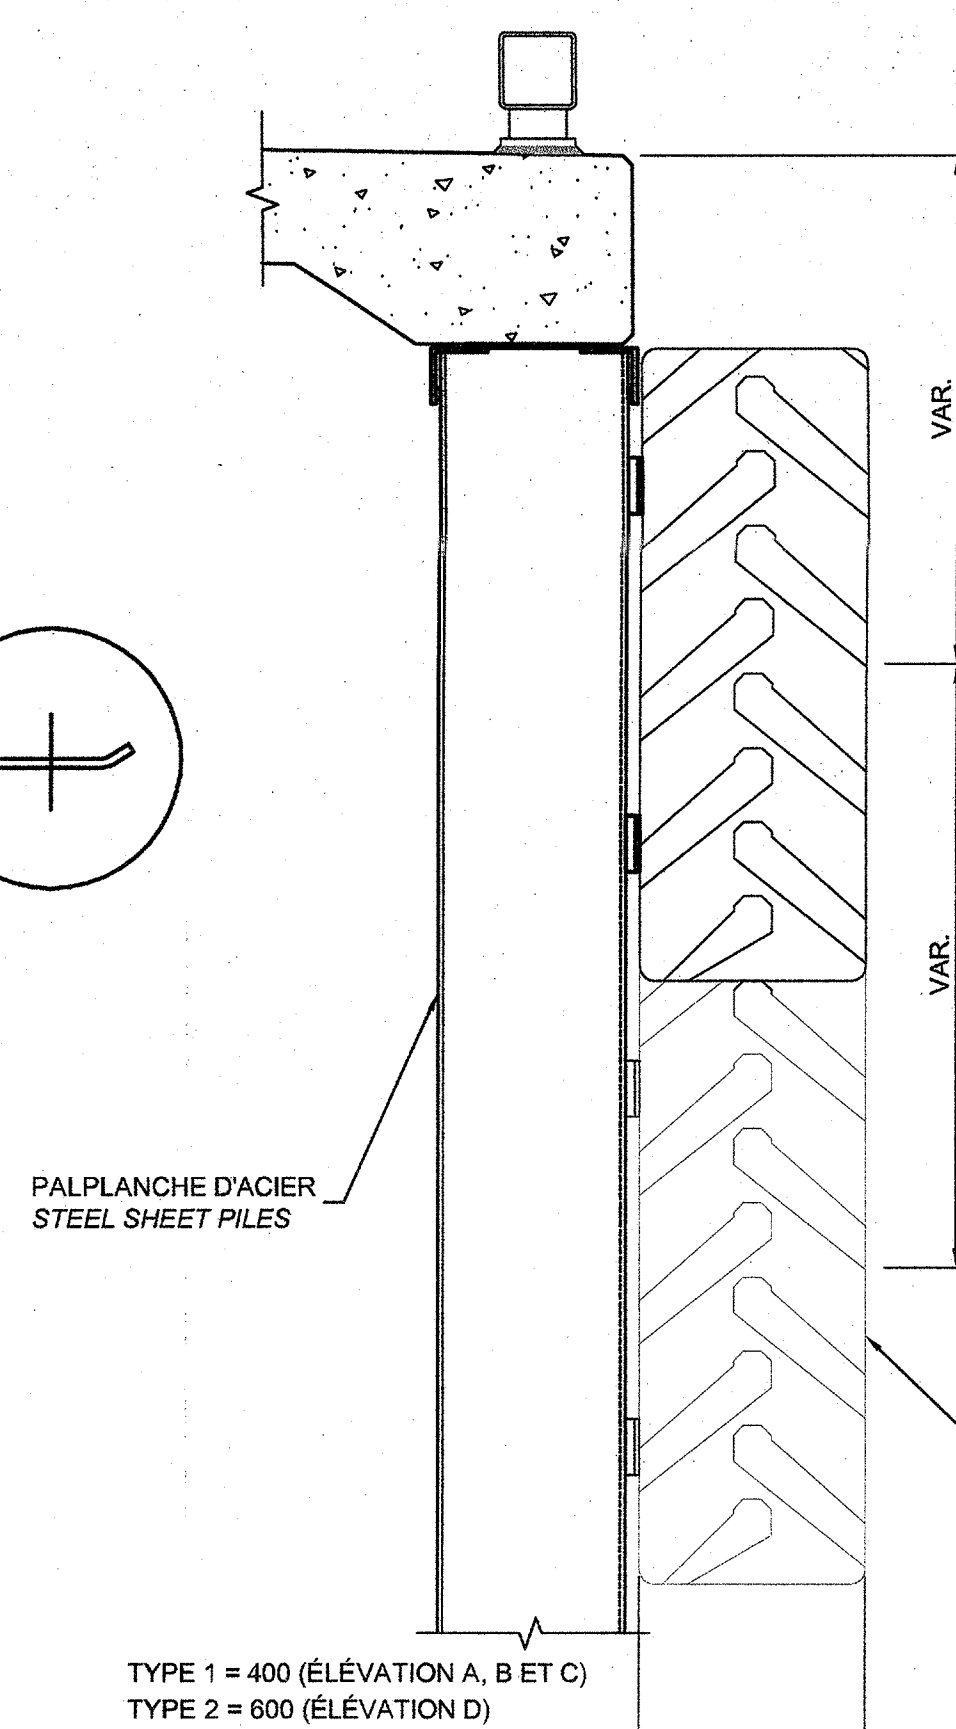 VAR.
VAR.
PALPLANCHE D'ACIER
STEEL SHEET PILES
TYPE 1 = 400 (ÉLÉVATION A, B ET C)
TYPE 2 = 600 (ÉLÉVATION D)